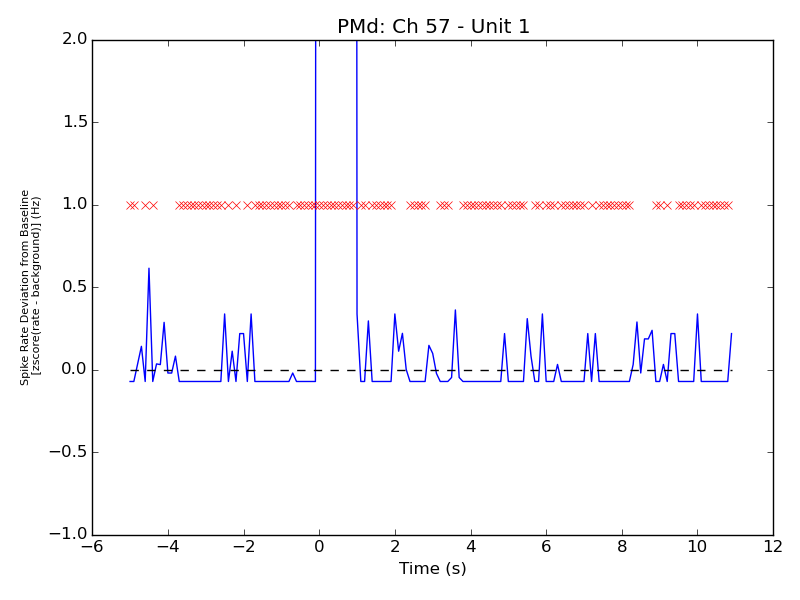 PMd: Ch 57 - Unit 1
2.0
1.5
1.0
0.5
0.0
−0.5
−1.0
Spike Rate Deviation from Baseline
[zscore(rate - background)] (Hz)
−6 −4 −2 0 2 4 6 8 10 12
Time (s)